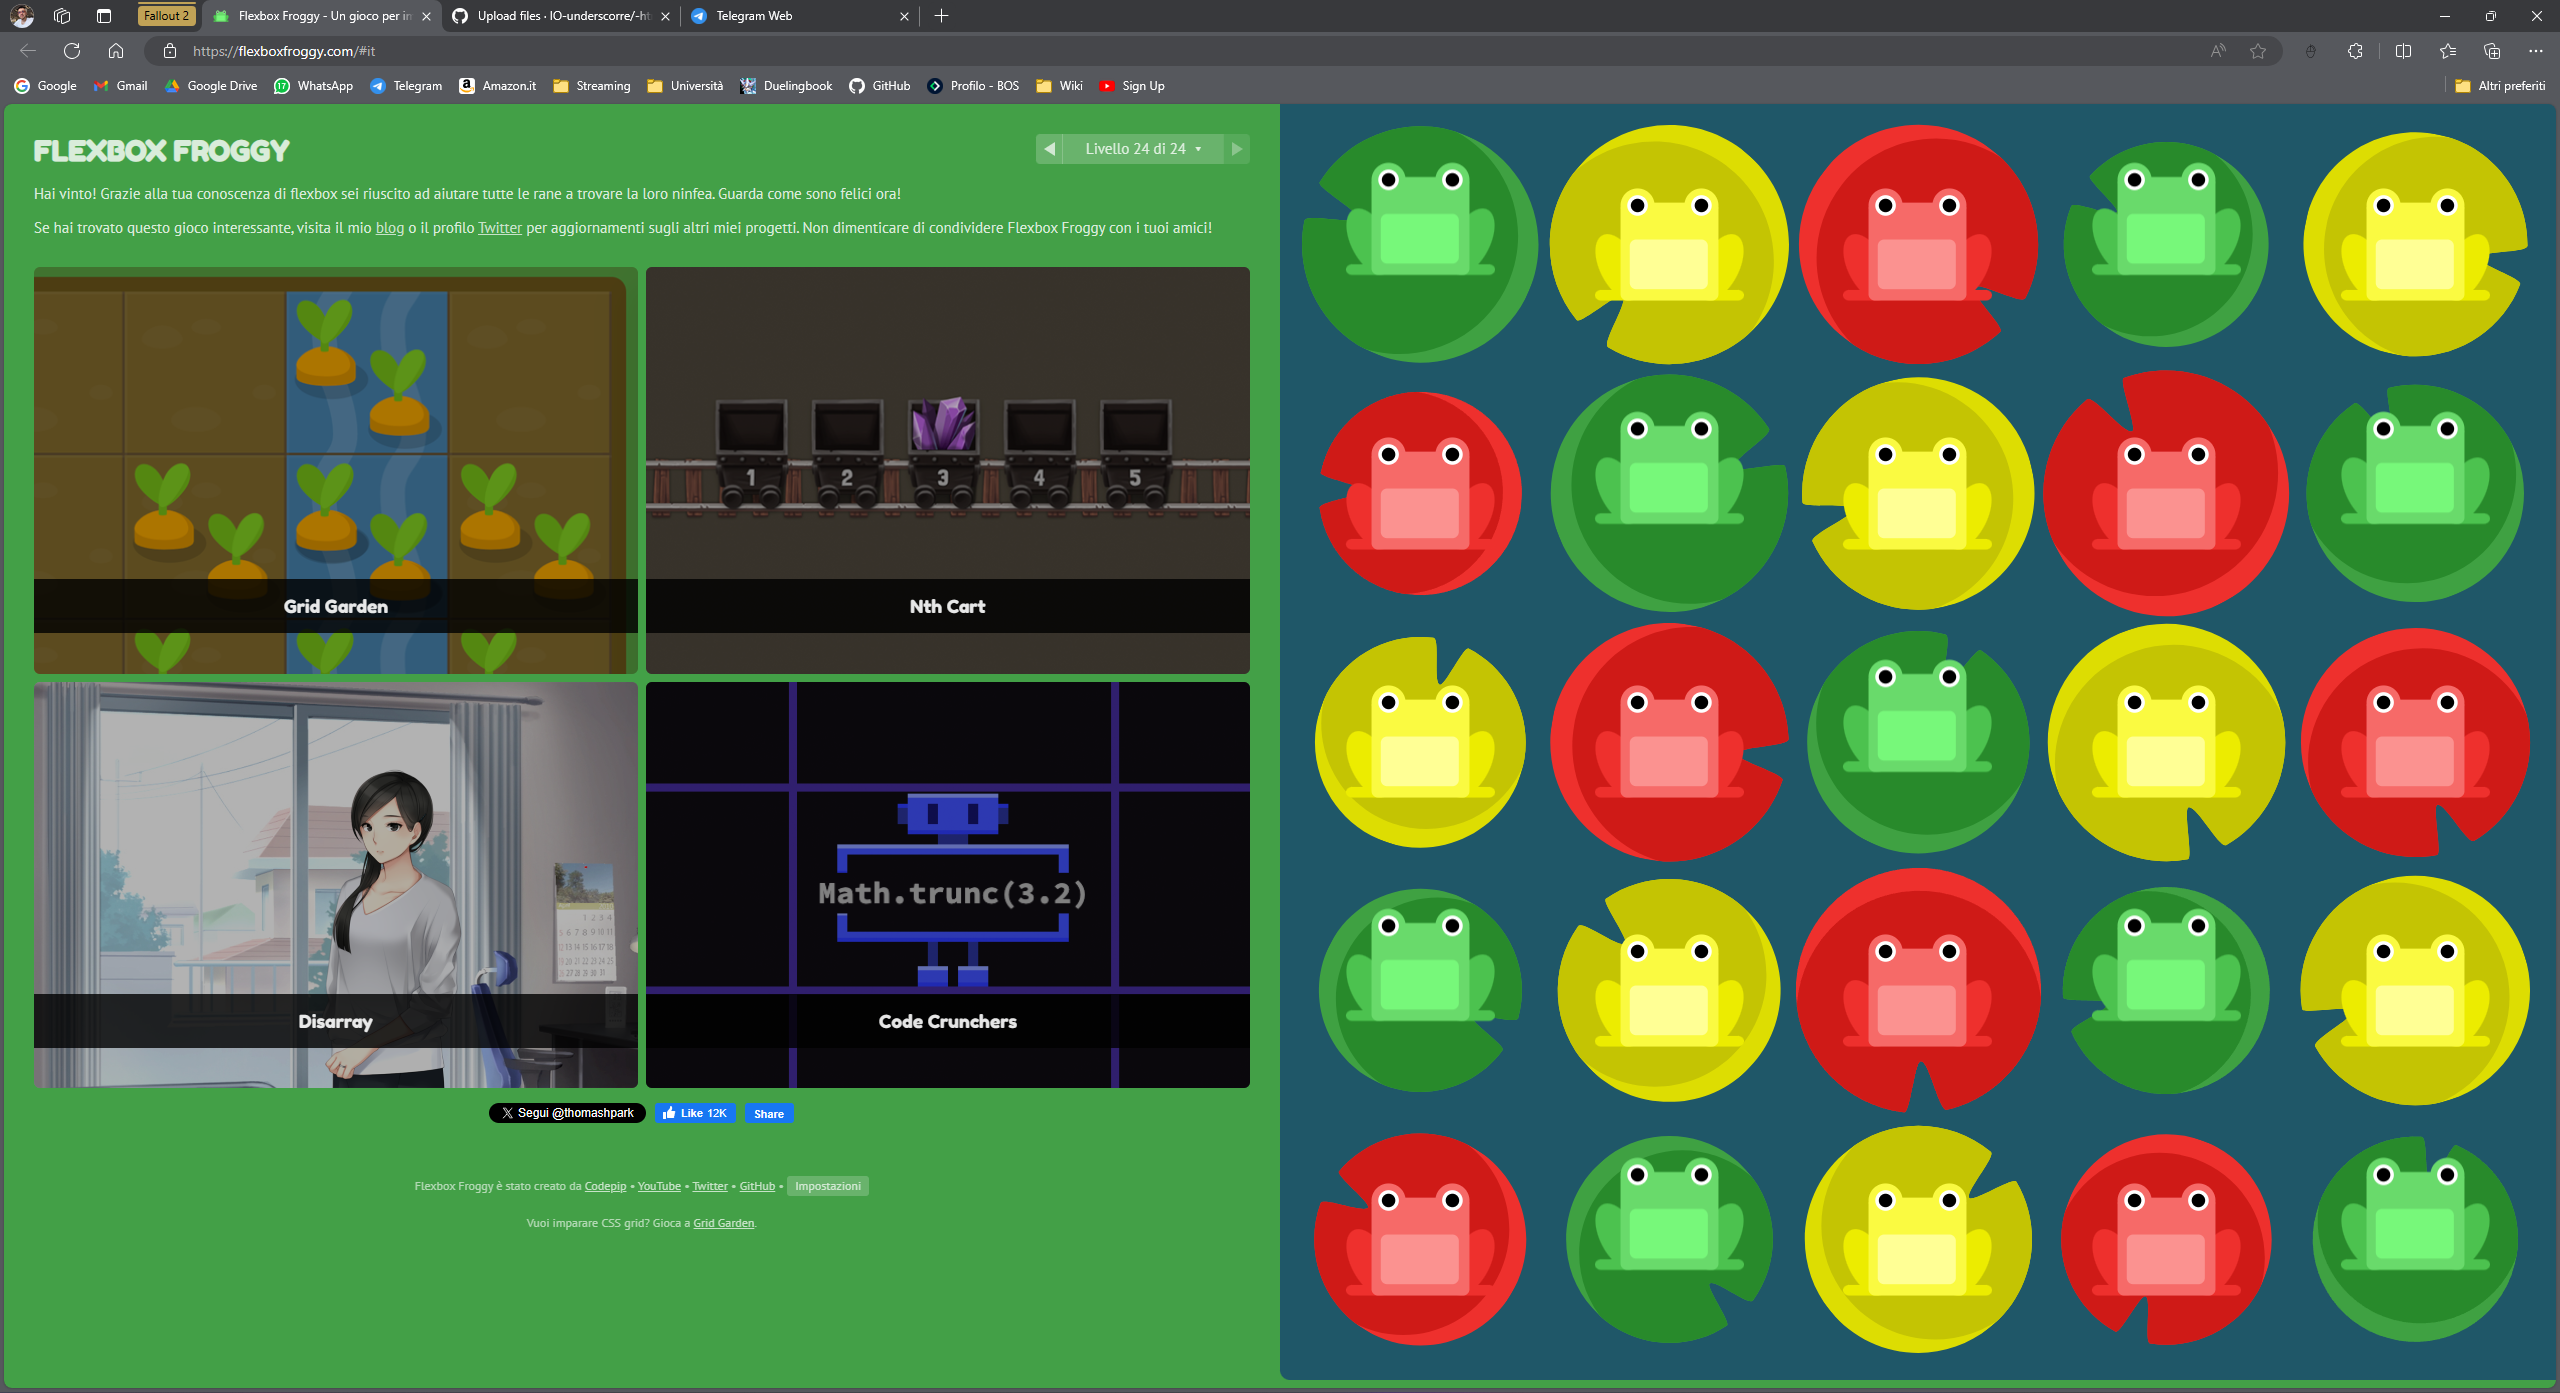 Fallout 2
Flexbox Froggy - Un gioco per im
Upload files · IO-underscorre/-ht
Telegram Web
https://flexboxfroggy.com/#it
Google
Gmail
Google Drive
WhatsApp
Telegram
Amazon.it
Streaming
Università
Duelingbook
GitHub
Profilo - BOS
Wiki
Sign Up
Altri preferiti
FLEXBOX FROGGY
Livello 24 di 24
Hai vinto! Grazie alla tua conoscenza di flexbox sei riuscito ad aiutare tutte le rane a trovare la loro ninfea. Guarda come sono felici ora!
Se hai trovato questo gioco interessante, visita il mio blog o il profilo Twitter per aggiornamenti sugli altri miei progetti. Non dimenticare di condividere Flexbox Froggy con i tuoi amici!
Grid Garden
1 2 3 4 5
Nth Cart
Disarray
Math.trunc(3.2)
Code Crunchers
Segui @thomashpark
Like 12K
Share
Flexbox Froggy è stato creato da Codepip • YouTube • Twitter • GitHub • Impostazioni
Vuoi imparare CSS grid? Gioca a Grid Garden.